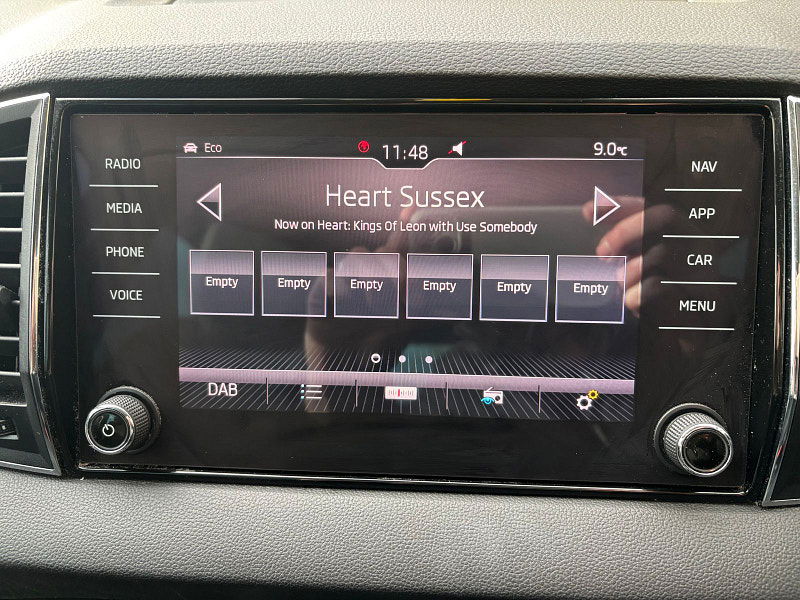 RADIO
MEDIA
PHONE
VOICE
Eco
11:48
9.0°C
Heart Sussex
Now on Heart: Kings Of Leon with Use Somebody
Empty Empty Empty Empty Empty Empty
DAB
NAV
APP
CAR
MENU